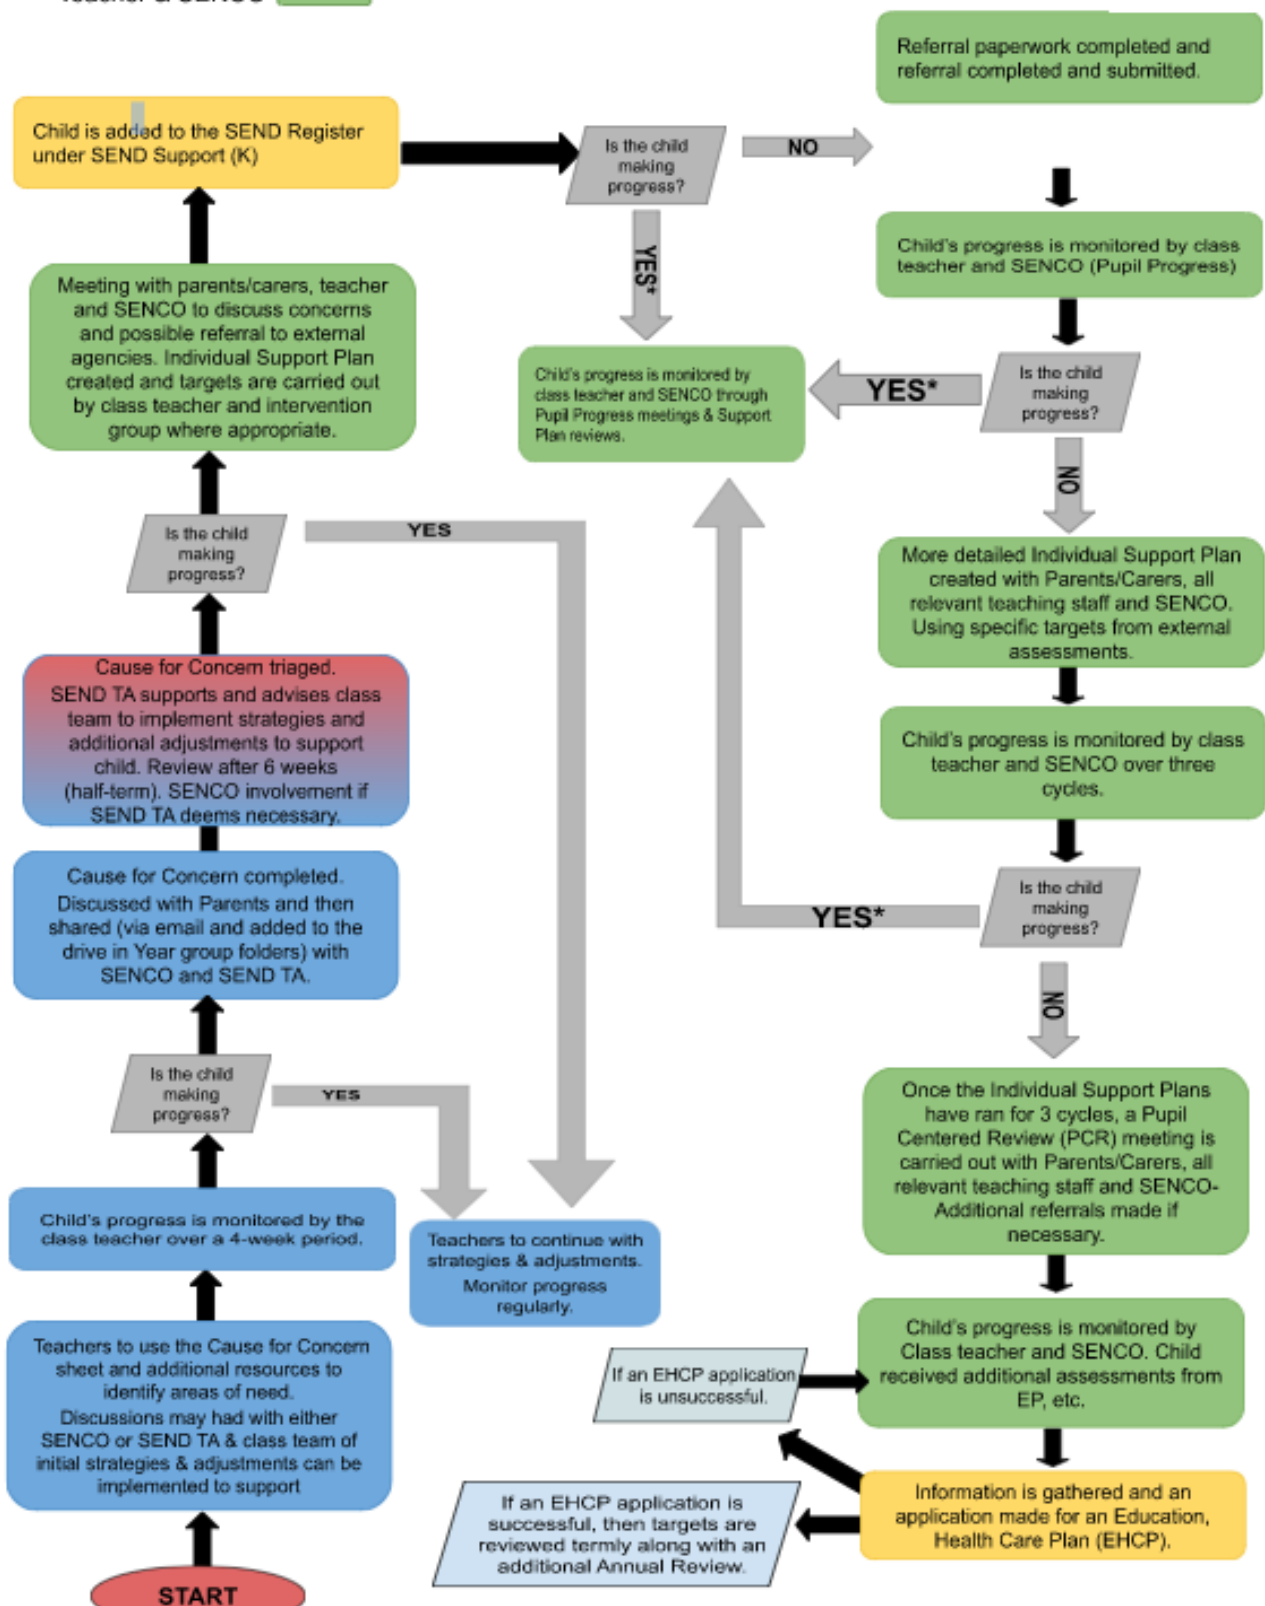 Teacher & SENCO
Referral paperwork completed and
referral completed and submitted.
Child is added to the SEND Register
under SEND Support (K)
Is the child
making
progress?
NO
YES*
Child's progress is monitored by class
teacher and SENCO (Pupil Progress)
Meeting with parents/carers, teacher
and SENCO to discuss concerns
and possible referral to external
agencies. Individual Support Plan
created and targets are carried out
by class teacher and intervention
group where appropriate.
Child's progress is monitored by
class teacher and SENCO through
Pupil Progress meetings & Support
Plan reviews.
YES*
Is the child
making
progress?
NO
Is the child
making
progress?
YES
More detailed Individual Support Plan
created with Parents/Carers, all
relevant teaching staff and SENCO.
Using specific targets from external
assessments.
Cause for Concern triaged.
SEND TA supports and advises class
team to implement strategies and
additional adjustments to support
child. Review after 6 weeks
(half-term). SENCO involvement if
SEND TA deems necessary.
Child's progress is monitored by class
teacher and SENCO over three
cycles.
Cause for Concern completed.
Discussed with Parents and then
shared (via email and added to the
drive in Year group folders) with
SENCO and SEND TA.
YES*
Is the child
making
progress?
NO
Is the child
making
progress?
YES
Once the Individual Support Plans
have ran for 3 cycles, a Pupil
Centered Review (PCR) meeting is
carried out with Parents/Carers, all
relevant teaching staff and SENCO-
Additional referrals made if
necessary.
Child's progress is monitored by the
class teacher over a 4-week period.
Teachers to continue with
strategies & adjustments.
Monitor progress
regularly.
Teachers to use the Cause for Concern
sheet and additional resources to
identify areas of need.
Discussions may had with either
SENCO or SEND TA & class team of
initial strategies & adjustments can be
implemented to support
If an EHCP application
is unsuccessful.
Child's progress is monitored by
Class teacher and SENCO. Child
received additional assessments from
EP, etc.
If an EHCP application is
successful, then targets are
reviewed termly along with an
additional Annual Review.
Information is gathered and an
application made for an Education,
Health Care Plan (EHCP).
START